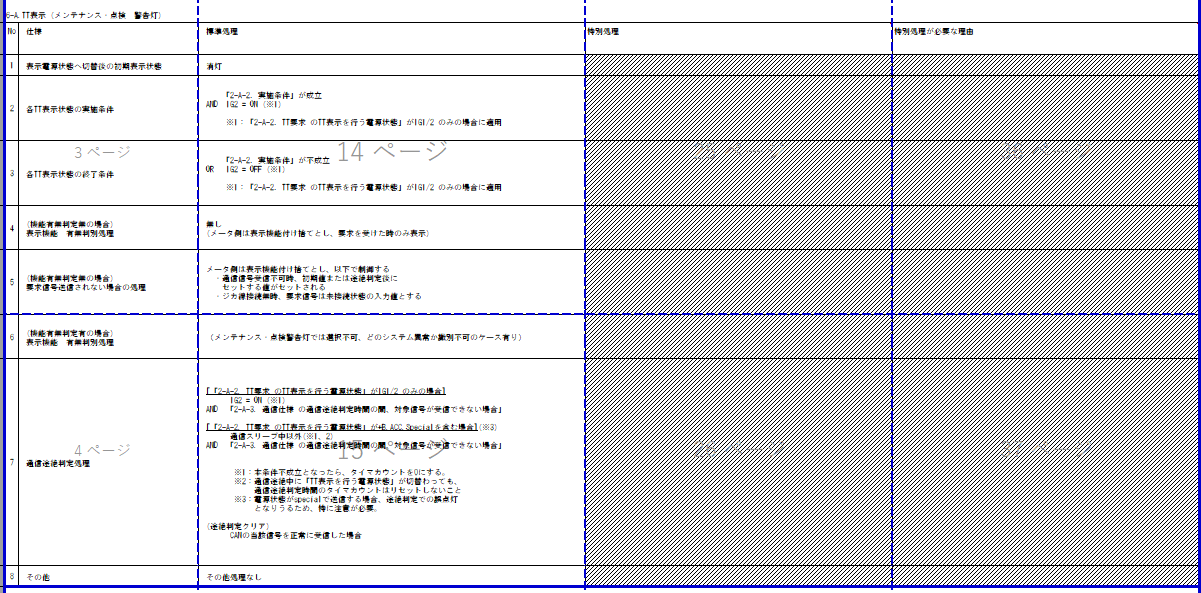 6-A.TT表示（メンテナンス・点検　警告灯）
No 仕様 標準処理 特別処理 特別処理が必要な理由
1 表示電源状態へ切替後の初期表示状態 消灯
2 各TT表示状態の実施条件
「2-A-2. 実施条件」が成立
AND IG2 = ON (※1)
※1：「2-A-2. TT要求 のTT表示を行う電源状態」がIG1/2 のみの場合に適用
3 ページ
14 ページ
3 各TT表示状態の終了条件
「2-A-2. 実施条件」が不成立
OR IG2 = OFF (※1)
※1：「2-A-2. TT要求 のTT表示を行う電源状態」がIG1/2 のみの場合に適用
4 （機能有無判定無の場合）
表示機能　有無判別処理
無し
（メータ側は表示機能付け捨てとし、要求を受けた時のみ表示）
5 （機能有無判定無の場合）
要求信号送信されない場合の処理
メータ側は表示機能付け捨てとし、以下で制御する
・通信信号受信不可時、初期値または途絶判定後に
セットする値がセットされる
・ジカ線接続無時、要求信号は未接続状態の入力値とする
6 （機能有無判定有の場合）
表示機能　有無判別処理
（メンテナンス・点検警告灯では選択不可、どのシステム異常か識別不可のケース有り）
7 通信途絶判定処理
[「2-A-2. TT要求 のTT表示を行う電源状態」がIG1/2 のみの場合]
IG2 = ON (※1)
AND 「2-A-3. 通信仕様 の通信途絶判定時間の間、対象信号が受信できない場合」
[「2-A-2. TT要求 のTT表示を行う電源状態」が+B,ACC,Specialを含む場合](※3)
通信スリープ中以外(※1、2)
AND 「2-A-3. 通信仕様 の通信途絶判定時間の間、対象信号が受信できない場合」
4 ページ
15 ページ
※1：本条件不成立となったら、タイマカウントを0にする。
※2：通信途絶中に「TT表示を行う電源状態」が切替わっても、
通信途絶判定時間のタイマカウントはリセットしないこと
※3：電源状態がspecialで送信する場合、途絶判定での誤点灯
となりうるため、特に注意が必要。
（途絶判定クリア）
CANの当該信号を正常に受信した場合
8 その他 その他処理なし